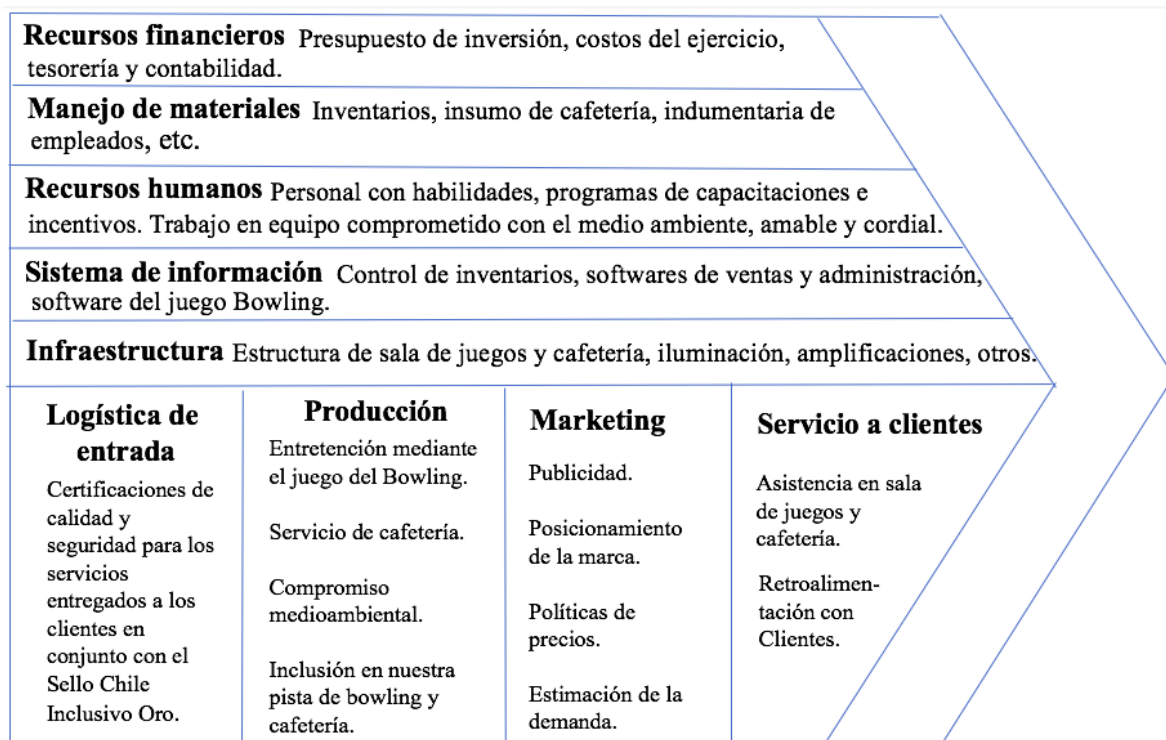 Recursos financieros Presupuesto de inversión, costos del ejercicio,
tesorería y contabilidad.
Manejo de materiales Inventarios, insumo de cafetería, indumentaria de
empleados, etc.
Recursos humanos Personal con habilidades, programas de capacitaciones e
incentivos. Trabajo en equipo comprometido con el medio ambiente, amable y cordial.
Sistema de información Control de inventarios, softwares de ventas y administración,
software del juego Bowling.
Infraestructura Estructura de sala de juegos y cafetería, iluminación, amplificaciones, otros.
Logística de
entrada
Certificaciones de
calidad y
seguridad para los
servicios
entregados a los
clientes en
conjunto con el
Sello Chile
Inclusivo Oro.
Producción
Entretención mediante
el juego del Bowling.
Servicio de cafetería.
Compromiso
medioambiental.
Inclusión en nuestra
pista de bowling y
cafetería.
Marketing
Publicidad.
Posicionamiento
de la marca.
Políticas de
precios.
Estimación de la
demanda.
Servicio a clientes
Asistencia en sala
de juegos y
cafetería.
Retroalimen-
tación con
Clientes.